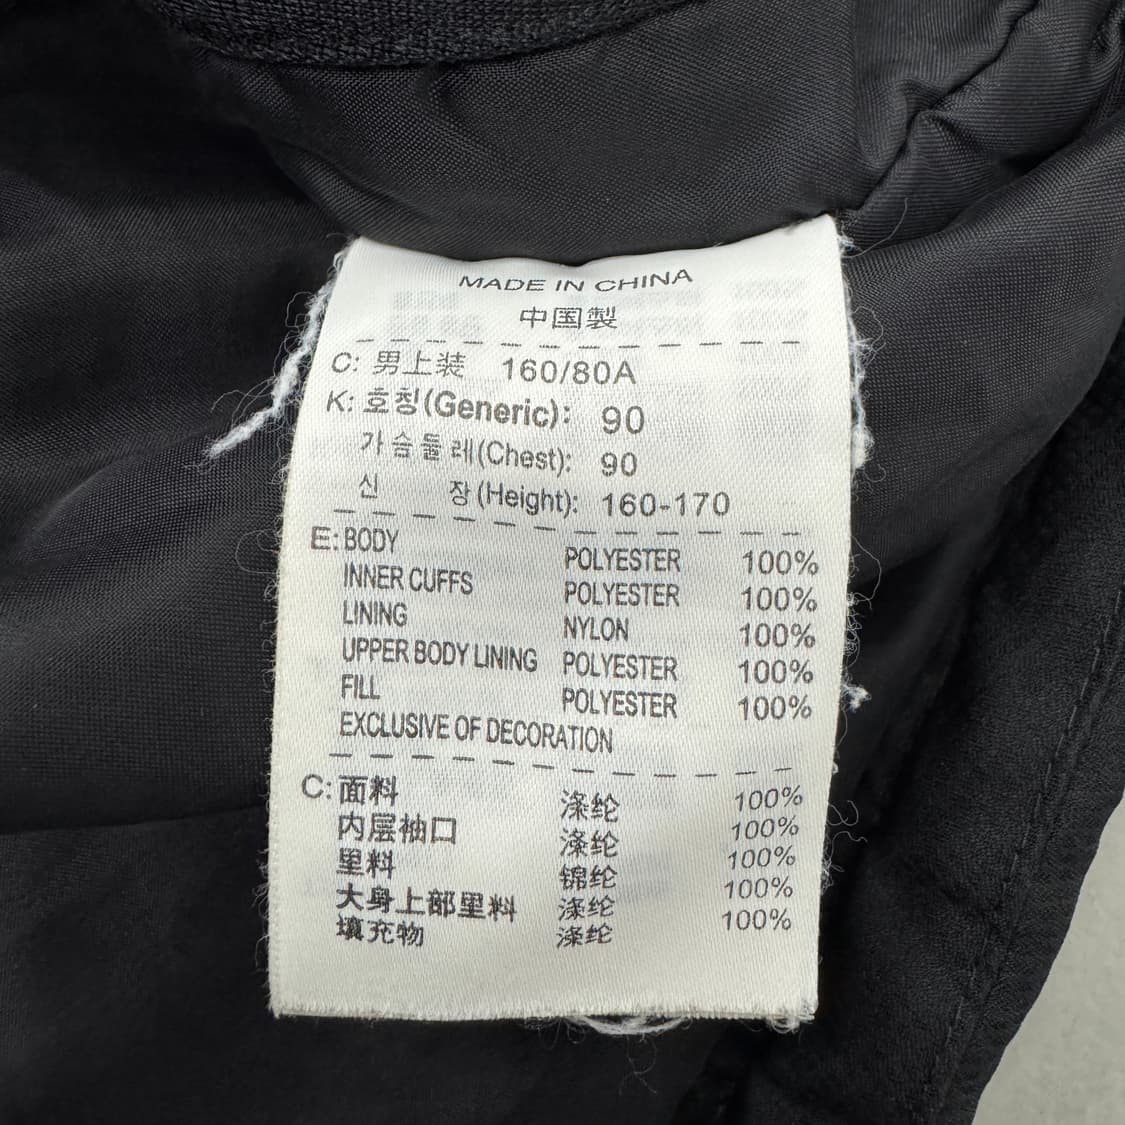 MADE IN CHINA
中国製
C: 男上装 160/80A
K: 호칭(Generic): 90
가슴둘레(Chest): 90
신 장(Height): 160-170
E: BODY POLYESTER 100%
INNER CUFFS POLYESTER 100%
LINING NYLON 100%
UPPER BODY LINING POLYESTER 100%
FILL POLYESTER 100%
EXCLUSIVE OF DECORATION
C: 面料 涤纶 100%
内层袖口 涤纶 100%
里料 锦纶 100%
大身上部里料 涤纶 100%
填充物 涤纶 100%